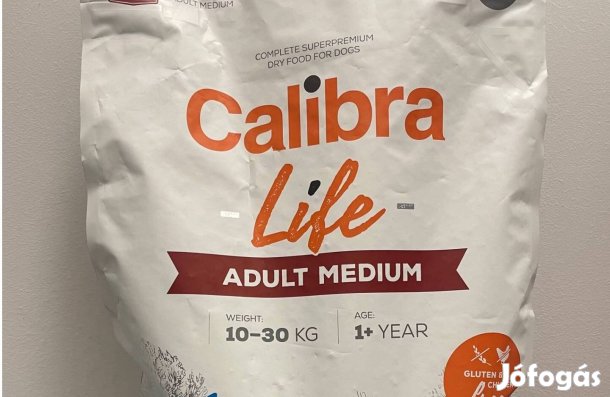 ADULT MEDIUM
COMPLETE SUPERPREMIUM
DRY FOOD FOR DOGS
Calibra
Life
ADULT MEDIUM
WEIGHT:
10–30 KG
AGE:
1+ YEAR
GLUTEN &
Jófogás